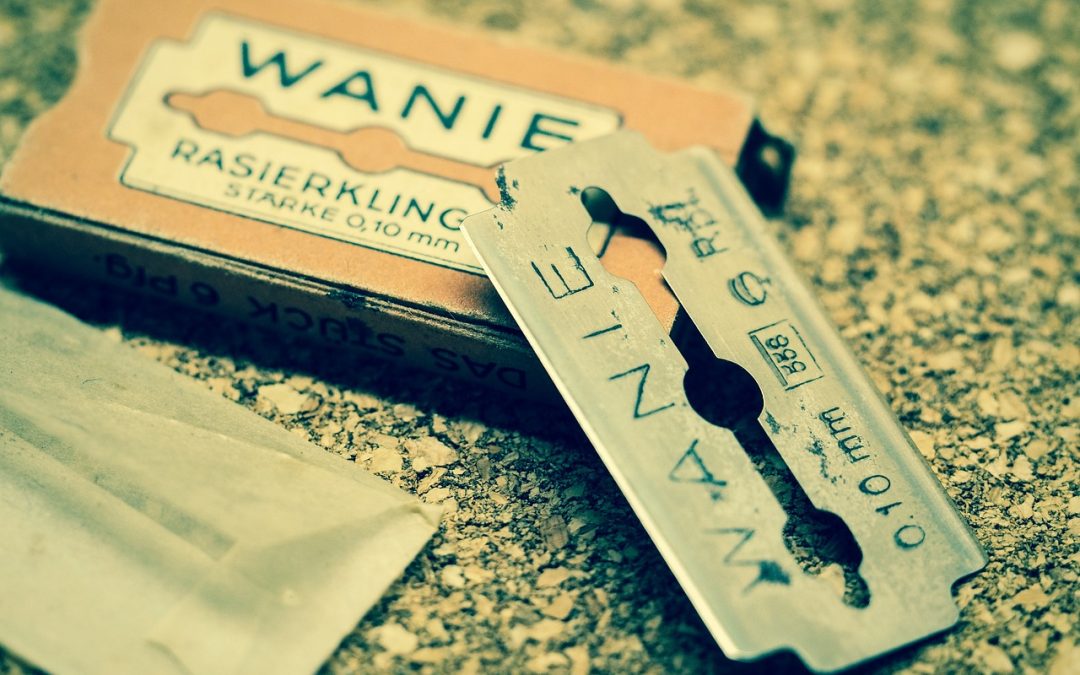 WANIE
RASIERKLING
STÄRKE 0,10 mm
DAS STÜCK 6 Pfg.
WANIE
0.10 mm